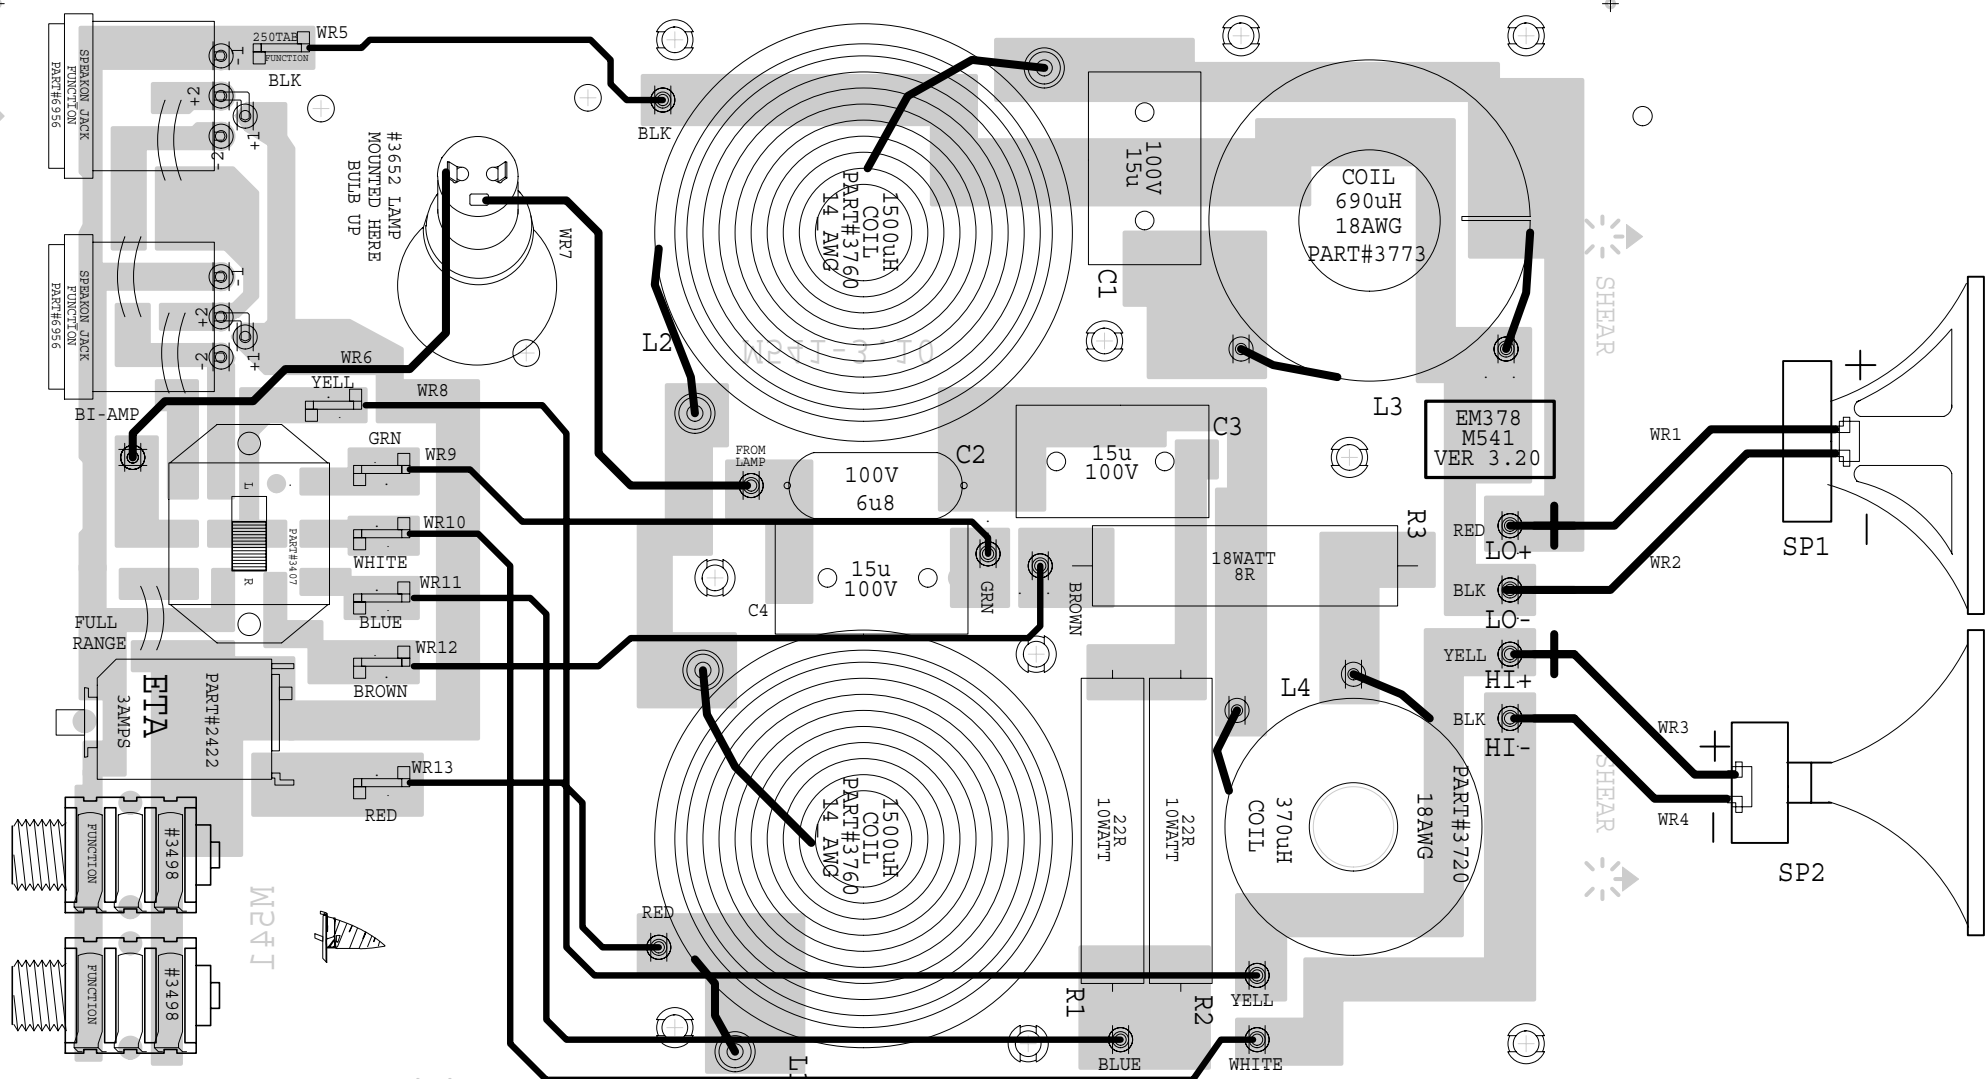 SPEAKON JACK
FUNCTION
PART#6956
-1
+2
+1
-2
250TAB
FUNCTION
BLK
WR5
BLK
#3652 LAMP
MOUNTED HERE
BULB UP
WR7
1500uH
COIL
PART#3760
14 AWG
L2
M541-3.10
100V
15u
C1
COIL
690uH
18AWG
PART#3773
L3
SHEAR
SPEAKON JACK
FUNCTION
PART#6956
-1
+2
+1
-2
WR6
BI-AMP
YELL
WR8
GRN
WR9
WR10
WHITE
WR11
BLUE
WR12
BROWN
WR13
RED
L
R
PART#3407
FULL
RANGE
ETA
3AMPS
PART#2422
FROM
LAMP
C2
100V
6u8
C3
15u
100V
EM378
M541
VER 3.20
C4
15u
100V
GRN
BROWN
18WATT
8R
R3
RED
LO+
BLK
LO-
YELL
HI+
BLK
HI-
WR1
WR2
WR3
WR4
+
-
SP1
+
-
SP2
L4
370uH
COIL
18AWG
PART#3720
SHEAR
22R
10WATT
R1
22R
10WATT
R2
1500uH
COIL
PART#3760
14 AWG
RED
YELL
BLUE
WHITE
FUNCTION
#3498
FUNCTION
#3498
M541